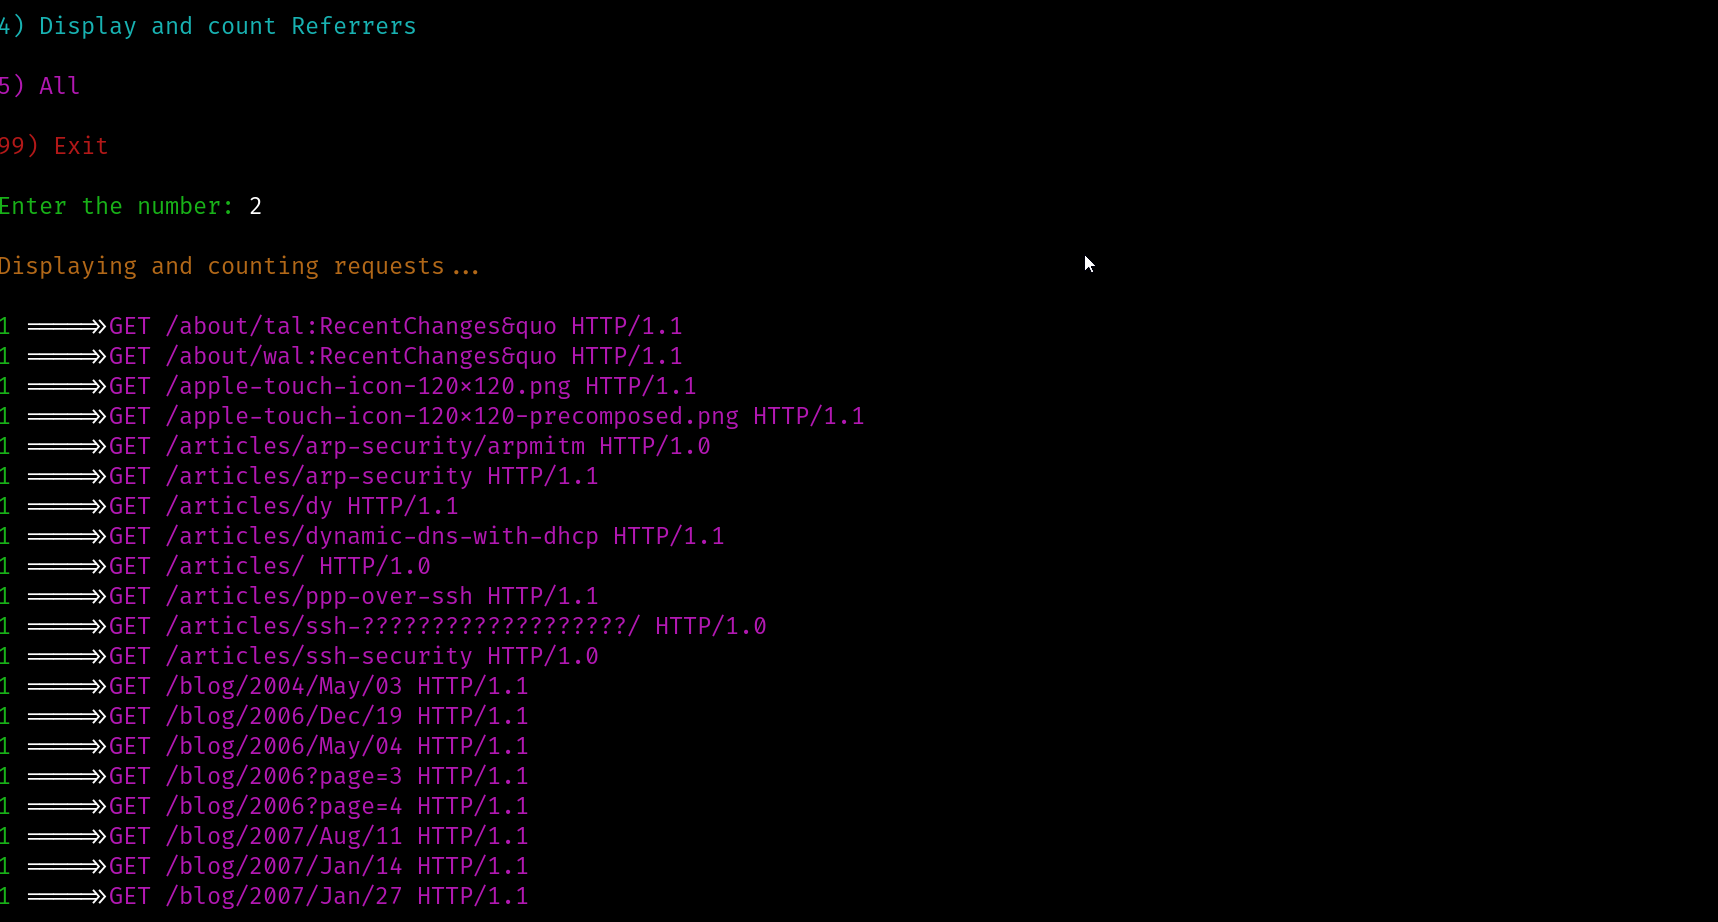 4) Display and count Referrers
5) All
99) Exit
Enter the number: 2
Displaying and counting requests...
1 =====>>GET /about/tal:RecentChanges&quo HTTP/1.1
1 =====>>GET /about/wal:RecentChanges&quo HTTP/1.1
1 =====>>GET /apple-touch-icon-120×120.png HTTP/1.1
1 =====>>GET /apple-touch-icon-120×120-precomposed.png HTTP/1.1
1 =====>>GET /articles/arp-security/arpmitm HTTP/1.0
1 =====>>GET /articles/arp-security HTTP/1.1
1 =====>>GET /articles/dy HTTP/1.1
1 =====>>GET /articles/dynamic-dns-with-dhcp HTTP/1.1
1 =====>>GET /articles/ HTTP/1.0
1 =====>>GET /articles/ppp-over-ssh HTTP/1.1
1 =====>>GET /articles/ssh-???????????????????/ HTTP/1.0
1 =====>>GET /articles/ssh-security HTTP/1.0
1 =====>>GET /blog/2004/May/03 HTTP/1.1
1 =====>>GET /blog/2006/Dec/19 HTTP/1.1
1 =====>>GET /blog/2006/May/04 HTTP/1.1
1 =====>>GET /blog/2006?page=3 HTTP/1.1
1 =====>>GET /blog/2006?page=4 HTTP/1.1
1 =====>>GET /blog/2007/Aug/11 HTTP/1.1
1 =====>>GET /blog/2007/Jan/14 HTTP/1.1
1 =====>>GET /blog/2007/Jan/27 HTTP/1.1